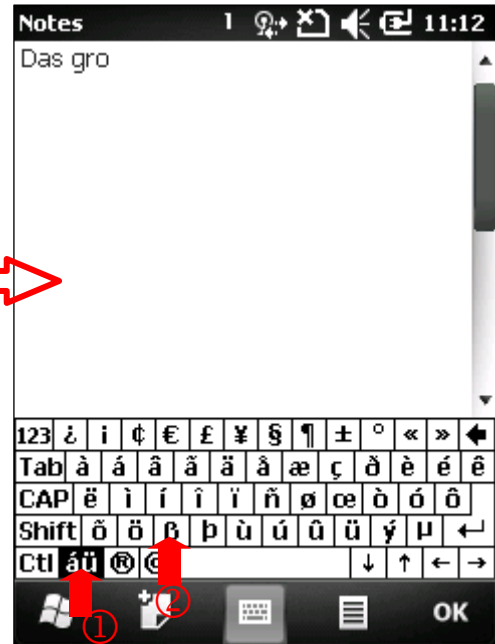 Notes 1 11:12
Das gro
123 ¿ ¡ ¢ € £ ¥ § ¶ ± º « »
Tab à á â ã ä å æ ç ð è é ê
CAP ë ì í î ï ñ ø œ ò ó ô
Shift õ ö ß þ ù ú û ü ý µ ↵
Ctl áü ® ↓ ↑ ← →
① ② OK